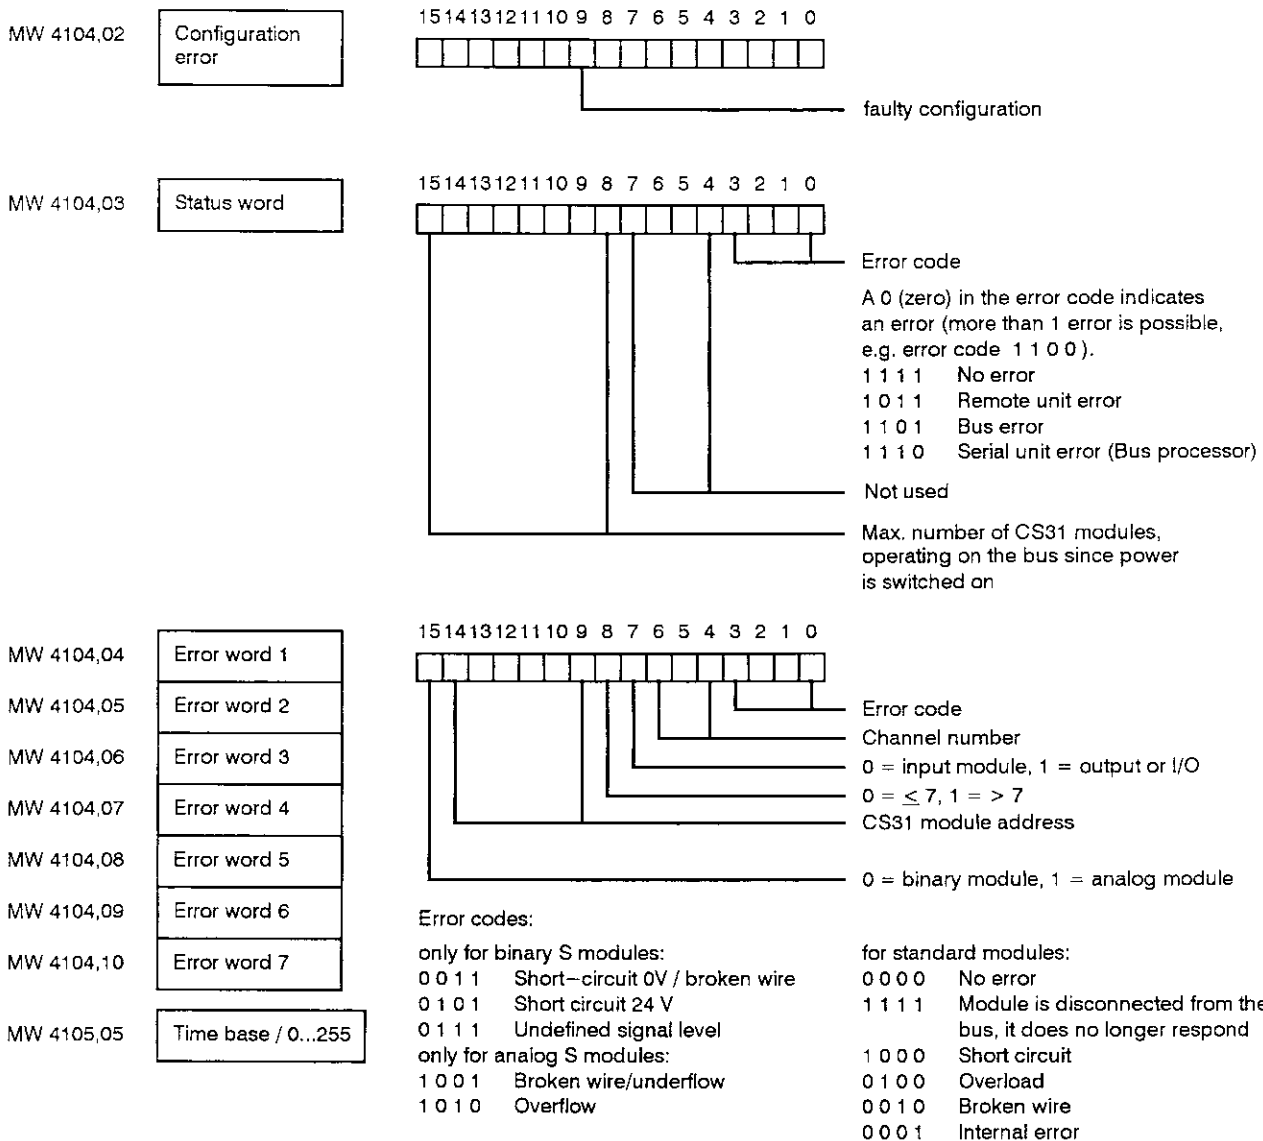 MW 4104,02
Configuration
error
15 14 13 12 11 10 9 8 7 6 5 4 3 2 1 0
faulty configuration
MW 4104,03
Status word
15 14 13 12 11 10 9 8 7 6 5 4 3 2 1 0
Error code
A 0 (zero) in the error code indicates
an error (more than 1 error is possible,
e.g. error code 1 1 0 0 ).
1 1 1 1 No error
1 0 1 1 Remote unit error
1 1 0 1 Bus error
1 1 1 0 Serial unit error (Bus processor)
Not used
Max. number of CS31 modules,
operating on the bus since power
is switched on
15 14 13 12 11 10 9 8 7 6 5 4 3 2 1 0
MW 4104,04 Error word 1
MW 4104,05 Error word 2
MW 4104,06 Error word 3
MW 4104,07 Error word 4
MW 4104,08 Error word 5
MW 4104,09 Error word 6
MW 4104,10 Error word 7
MW 4105,05 Time base / 0...255
Error code
Channel number
0 = input module, 1 = output or I/O
0 = ≤ 7, 1 = > 7
CS31 module address
0 = binary module, 1 = analog module
Error codes:
only for binary S modules:
0 0 1 1 Short-circuit 0V / broken wire
0 1 0 1 Short circuit 24 V
0 1 1 1 Undefined signal level
only for analog S modules:
1 0 0 1 Broken wire/underflow
1 0 1 0 Overflow
for standard modules:
0 0 0 0 No error
1 1 1 1 Module is disconnected from the
bus, it does no longer respond
1 0 0 0 Short circuit
0 1 0 0 Overload
0 0 1 0 Broken wire
0 0 0 1 Internal error